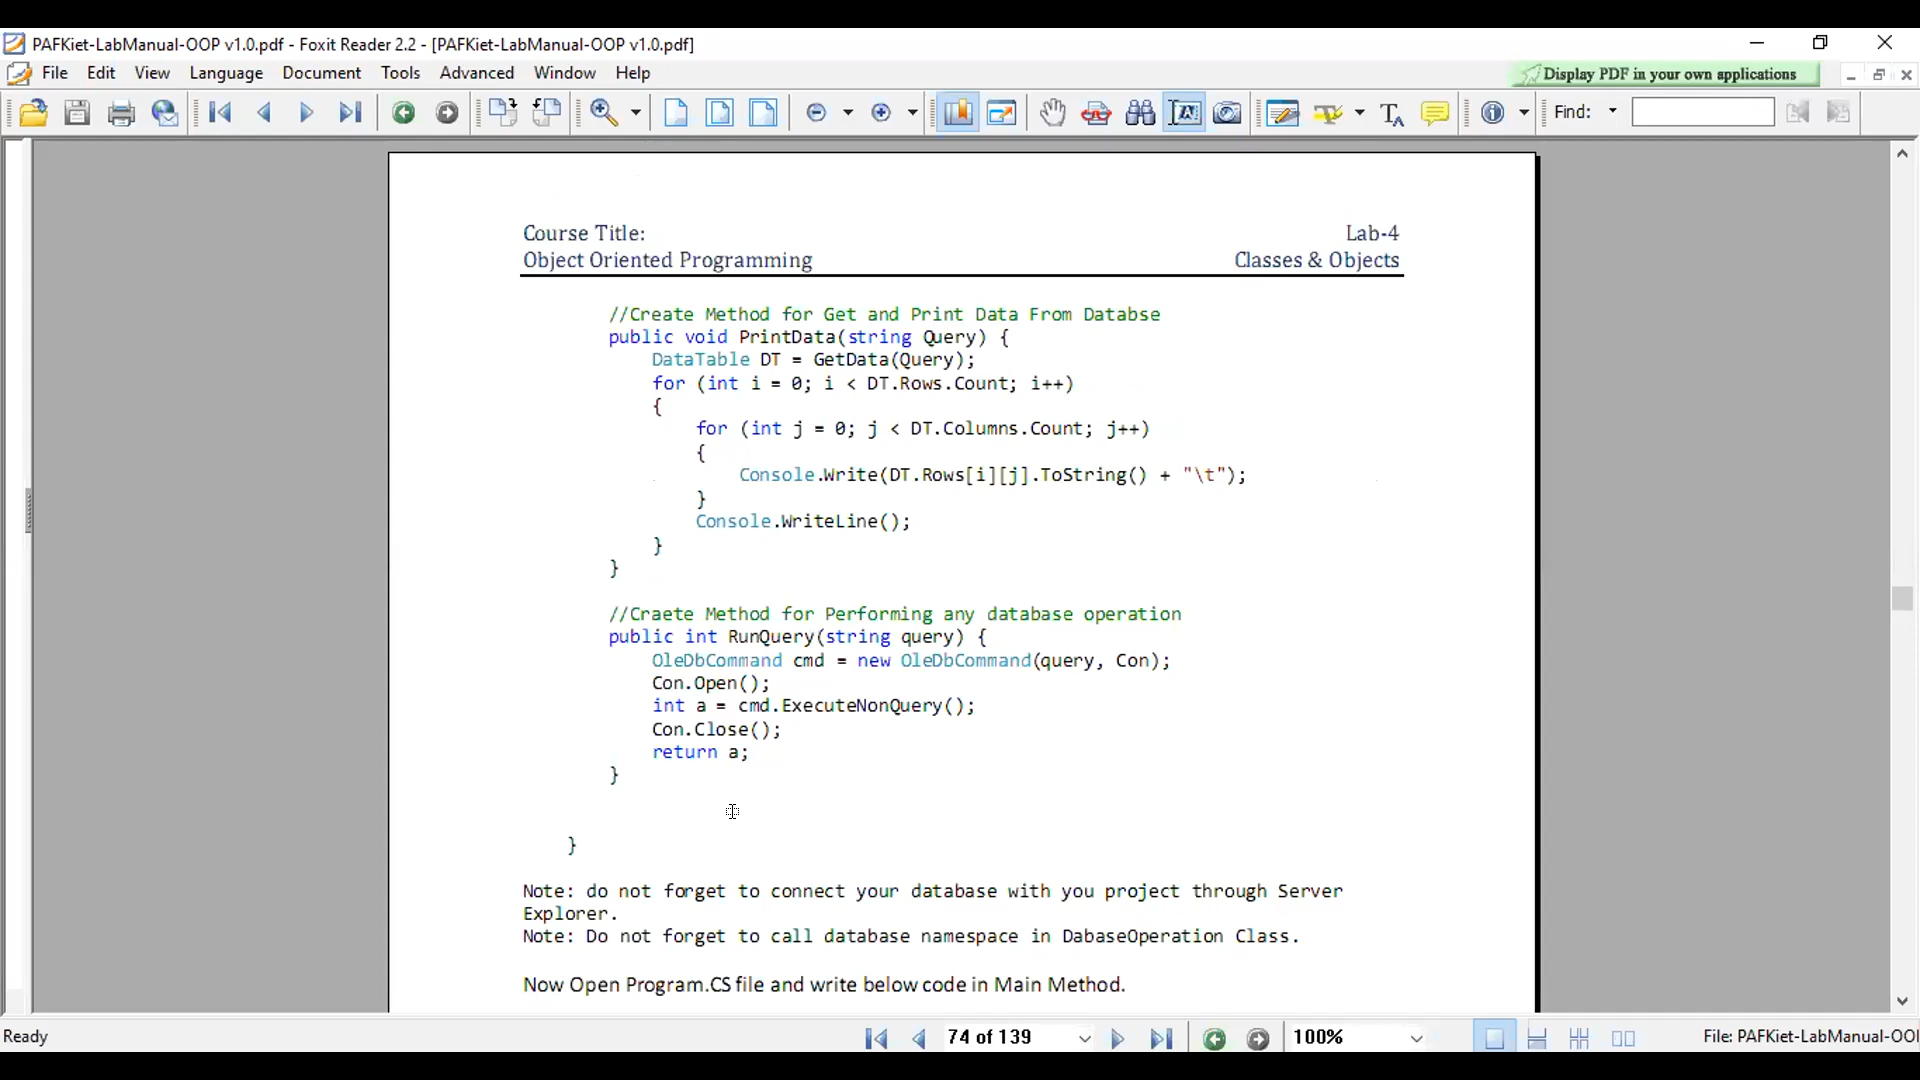 PAFKiet-LabManual-OOP v1.0.pdf - Foxit Reader 2.2 - [PAFKiet-LabManual-OOP v1.0.pdf]
File Edit View Language Document Tools Advanced Window Help
Display PDF in your own applications
Find:
Course Title: Lab-4
Object Oriented Programming Classes & Objects
//Create Method for Get and Print Data From Databse
public void PrintData(string Query) {
DataTable DT = GetData(Query);
for (int i = 0; i < DT.Rows.Count; i++)
{
for (int j = 0; j < DT.Columns.Count; j++)
{
Console.Write(DT.Rows[i][j].ToString() + "\t");
}
Console.WriteLine();
}
}
//Craete Method for Performing any database operation
public int RunQuery(string query) {
OleDbCommand cmd = new OleDbCommand(query, Con);
Con.Open();
int a = cmd.ExecuteNonQuery();
Con.Close();
return a;
}
}
Note: do not forget to connect your database with you project through Server
Explorer.
Note: Do not forget to call database namespace in DabaseOperation Class.
Now Open Program.CS file and write below code in Main Method.
Ready 74 of 139 100% File: PAFKiet-LabManual-OOI